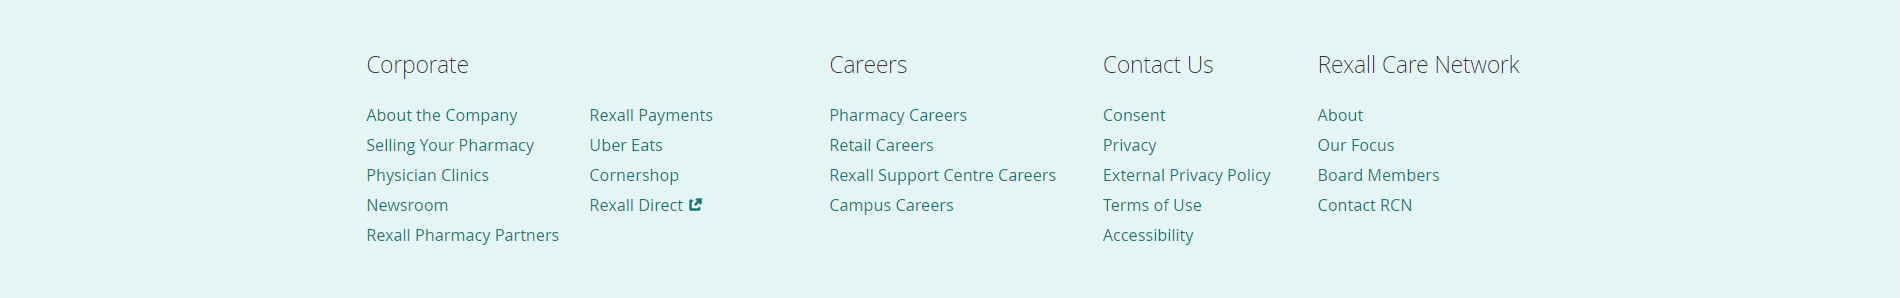 Corporate
About the Company
Selling Your Pharmacy
Physician Clinics
Newsroom
Rexall Pharmacy Partners
Rexall Payments
Uber Eats
Cornershop
Rexall Direct
Careers
Pharmacy Careers
Retail Careers
Rexall Support Centre Careers
Campus Careers
Contact Us
Consent
Privacy
External Privacy Policy
Terms of Use
Accessibility
Rexall Care Network
About
Our Focus
Board Members
Contact RCN